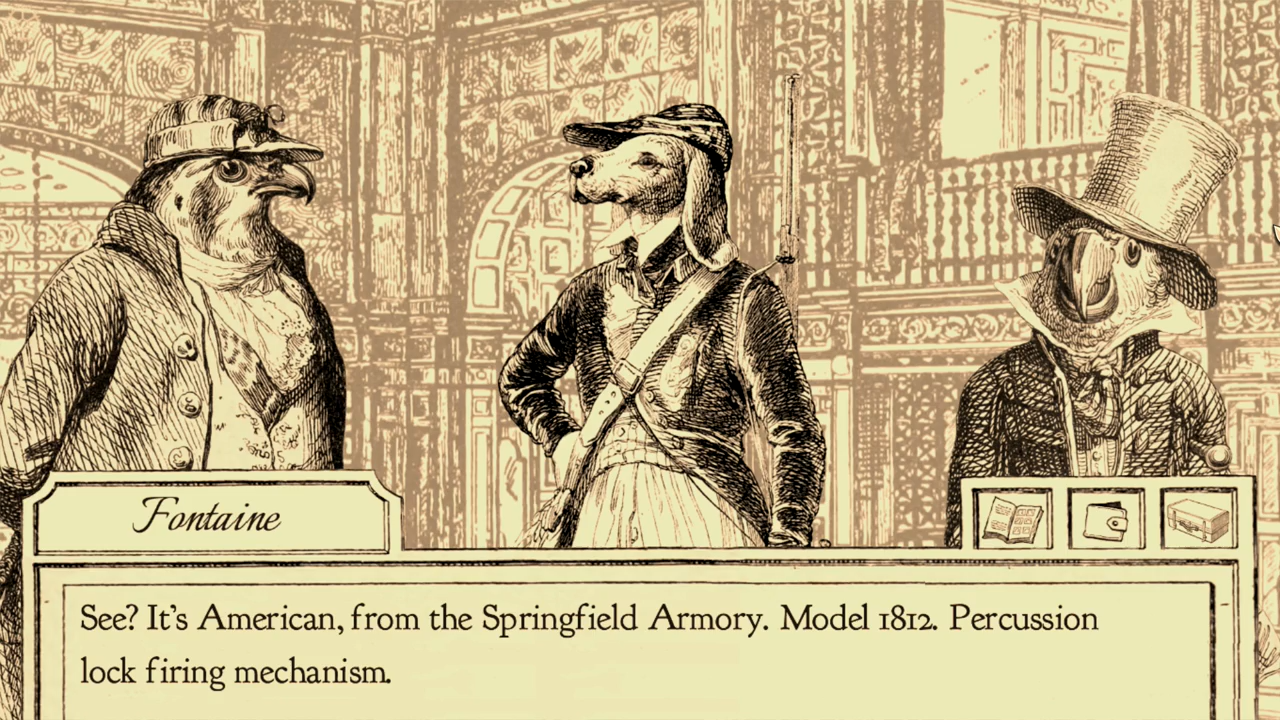 Fontaine
See? It's American, from the Springfield Armory. Model 1812. Percussion
lock firing mechanism.